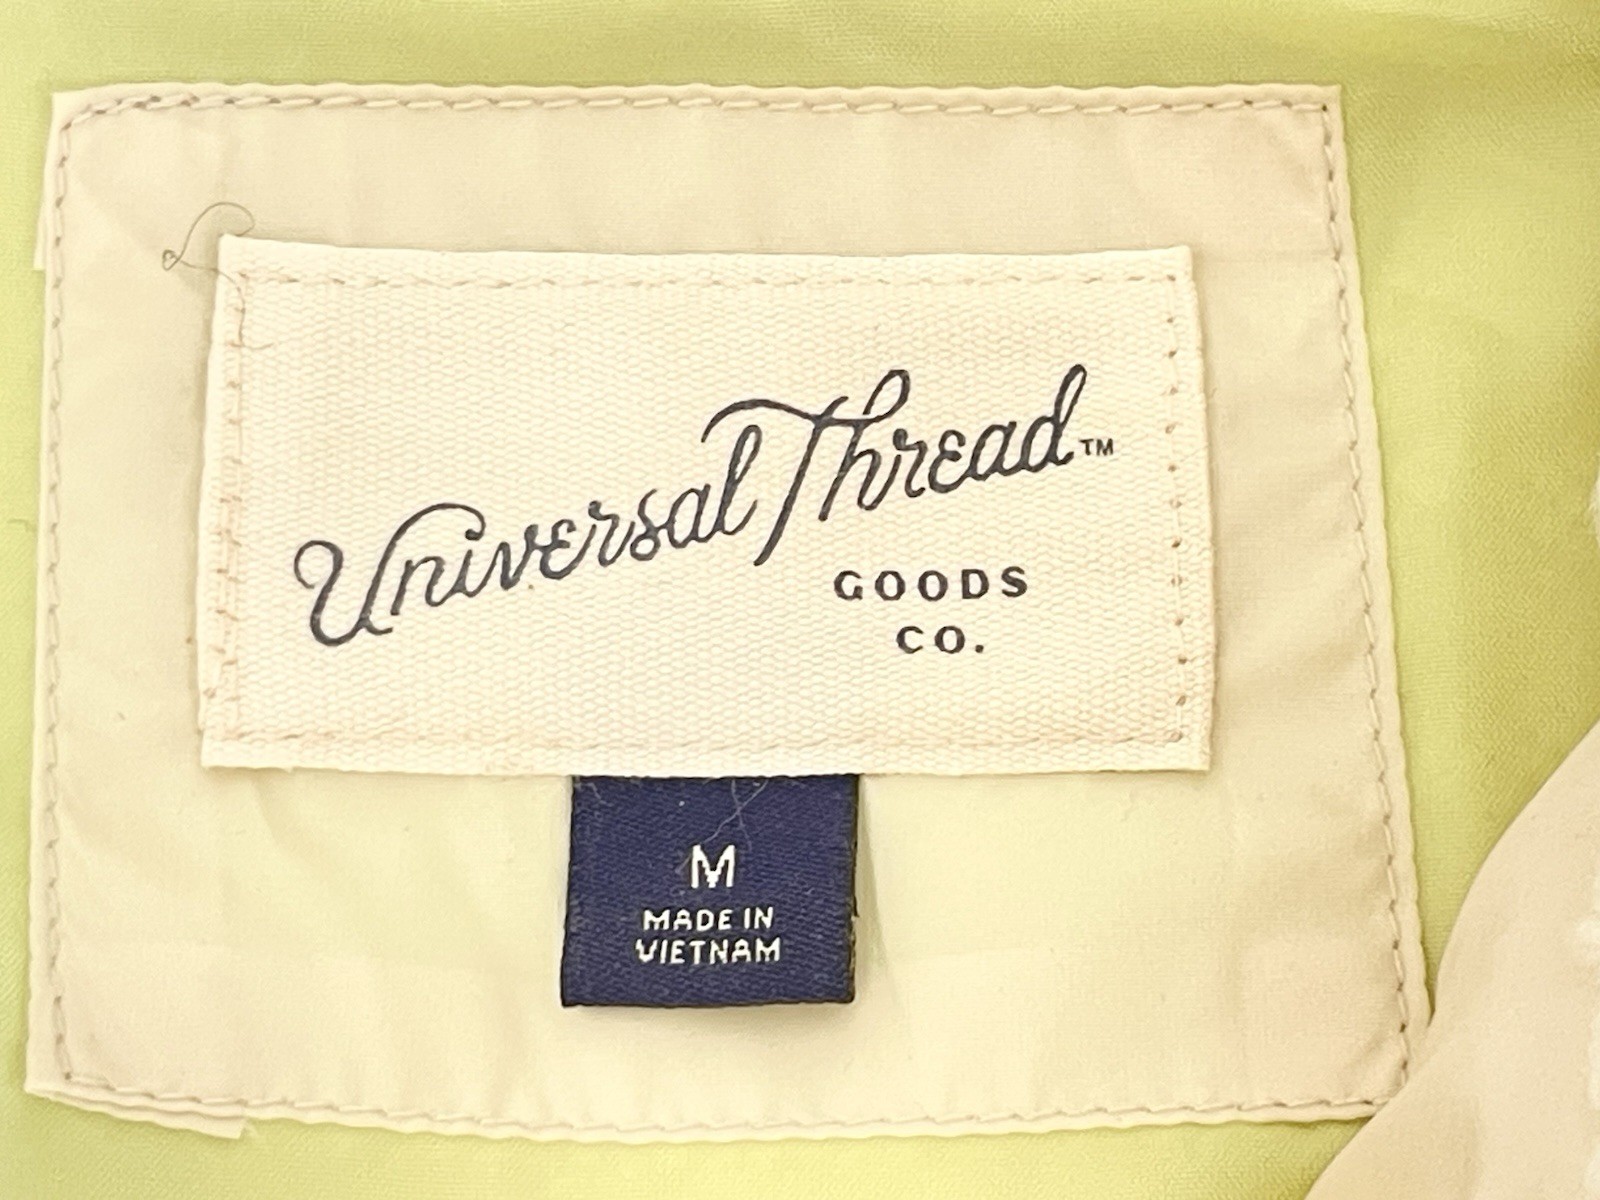 Universal Thread™
GOODS
CO.
M
MADE IN
VIETNAM